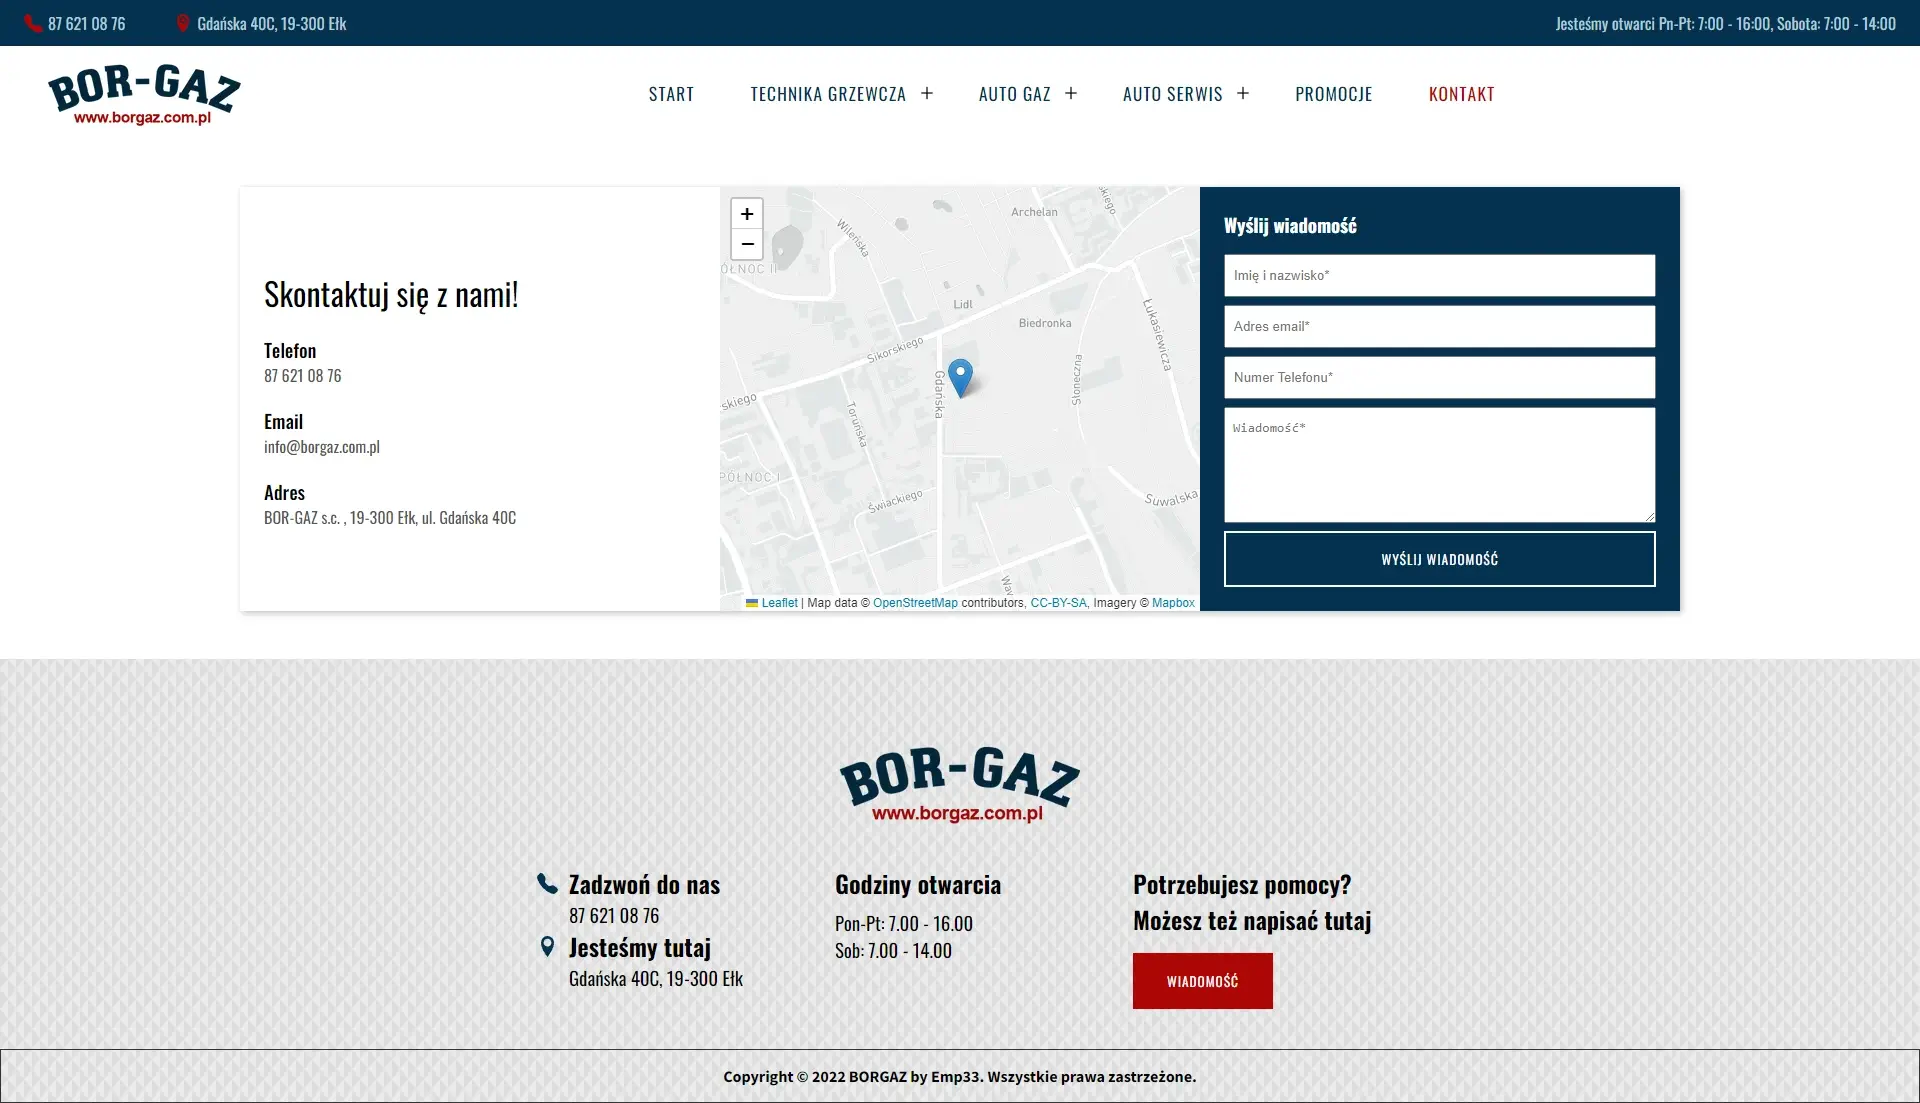 87 621 08 76
Gdańska 40C, 19-300 Ełk
Jesteśmy otwarci Pn-Pt: 7:00 - 16:00, Sobota: 7:00 - 14:00
BOR-GAZ
www.borgaz.com.pl
START
TECHNIKA GRZEWCZA +
AUTO GAZ +
AUTO SERWIS +
PROMOCJE
KONTAKT
Skontaktuj się z nami!
Telefon
87 621 08 76
Email
info@borgaz.com.pl
Adres
BOR-GAZ s.c. , 19-300 Ełk, ul. Gdańska 40C
+
−
Archelan
Wileńska
ÓŁNOC II
Lidl
Biedronka
Łukasiewicza
Sikorskiego
Gdańska
Słoneczna
skiego
Toruńska
PÓŁNOC I
Świackiego
Suwalska
Leaflet | Map data © OpenStreetMap contributors, CC-BY-SA, Imagery © Mapbox
Wyślij wiadomość
Imię i nazwisko*
Adres email*
Numer Telefonu*
Wiadomość*
WYŚLIJ WIADOMOŚĆ
BOR-GAZ
www.borgaz.com.pl
Zadzwoń do nas
87 621 08 76
Jesteśmy tutaj
Gdańska 40C, 19-300 Ełk
Godziny otwarcia
Pon-Pt: 7.00 - 16.00
Sob: 7.00 - 14.00
Potrzebujesz pomocy?
Możesz też napisać tutaj
WIADOMOŚĆ
Copyright © 2022 BORGAZ by Emp33. Wszystkie prawa zastrzeżone.